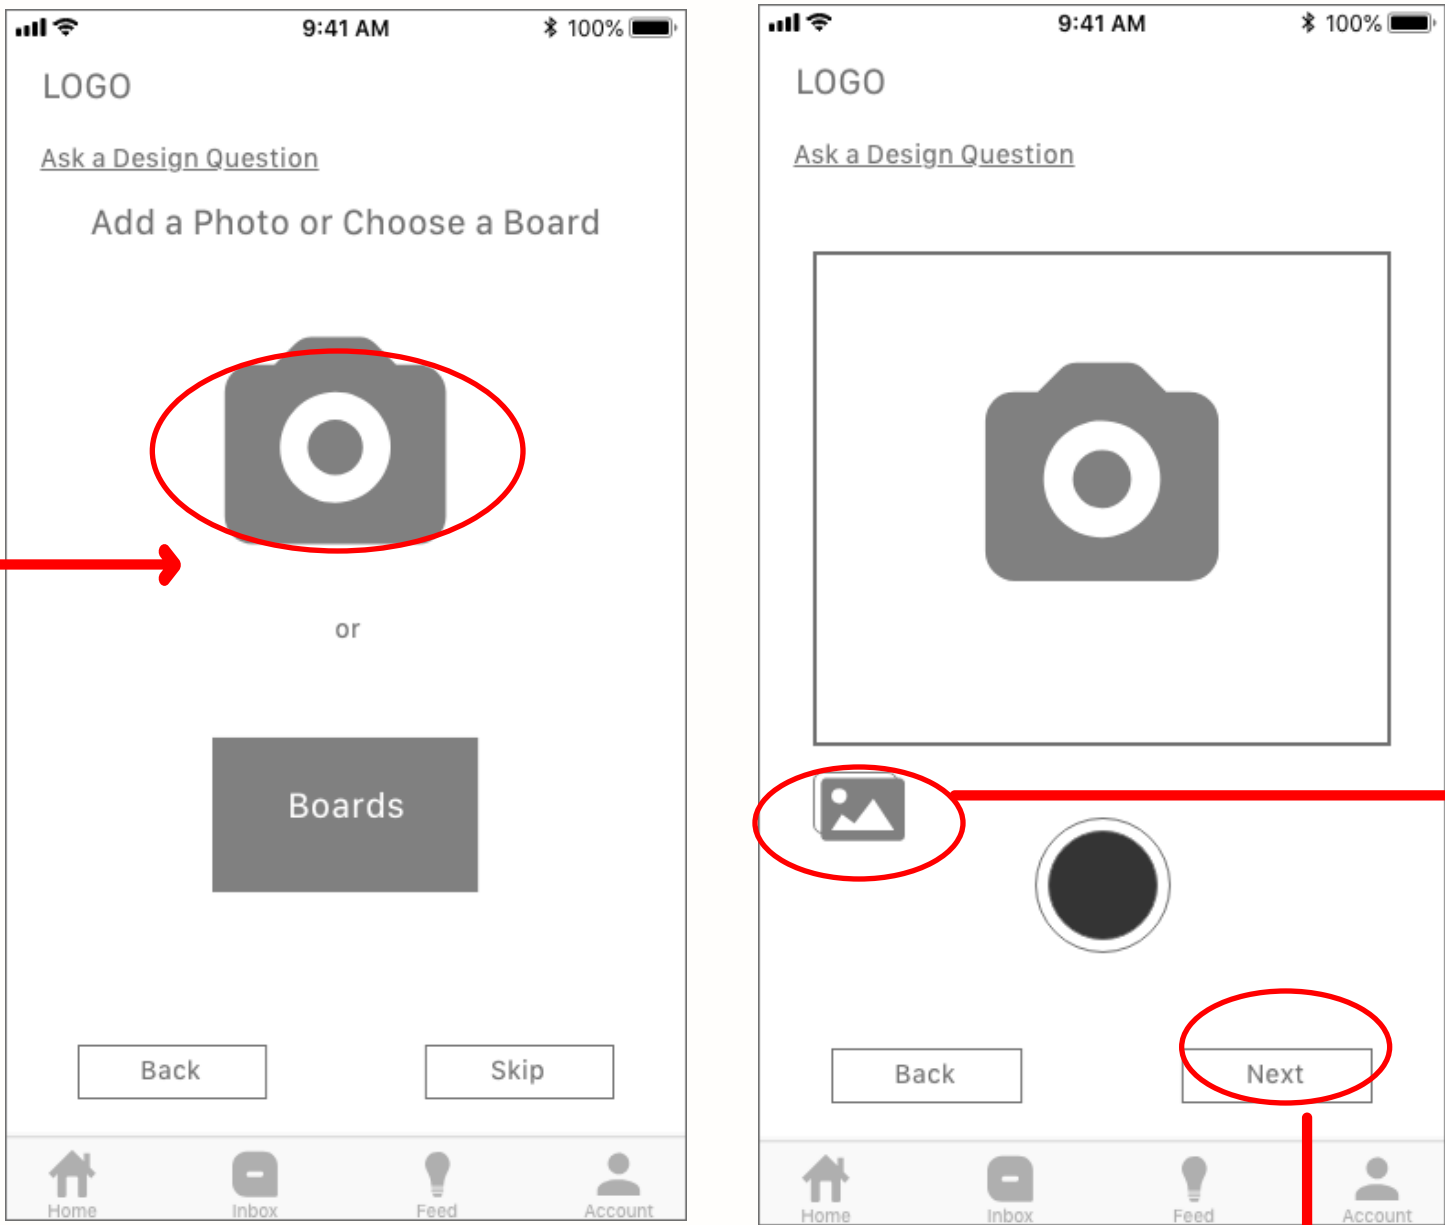 9:41 AM
100%
LOGO
Ask a Design Question
Add a Photo or Choose a Board
or
Boards
Back
Skip
Home
Inbox
Feed
Account
9:41 AM
100%
LOGO
Ask a Design Question
Back
Next
Home
Inbox
Feed
Account